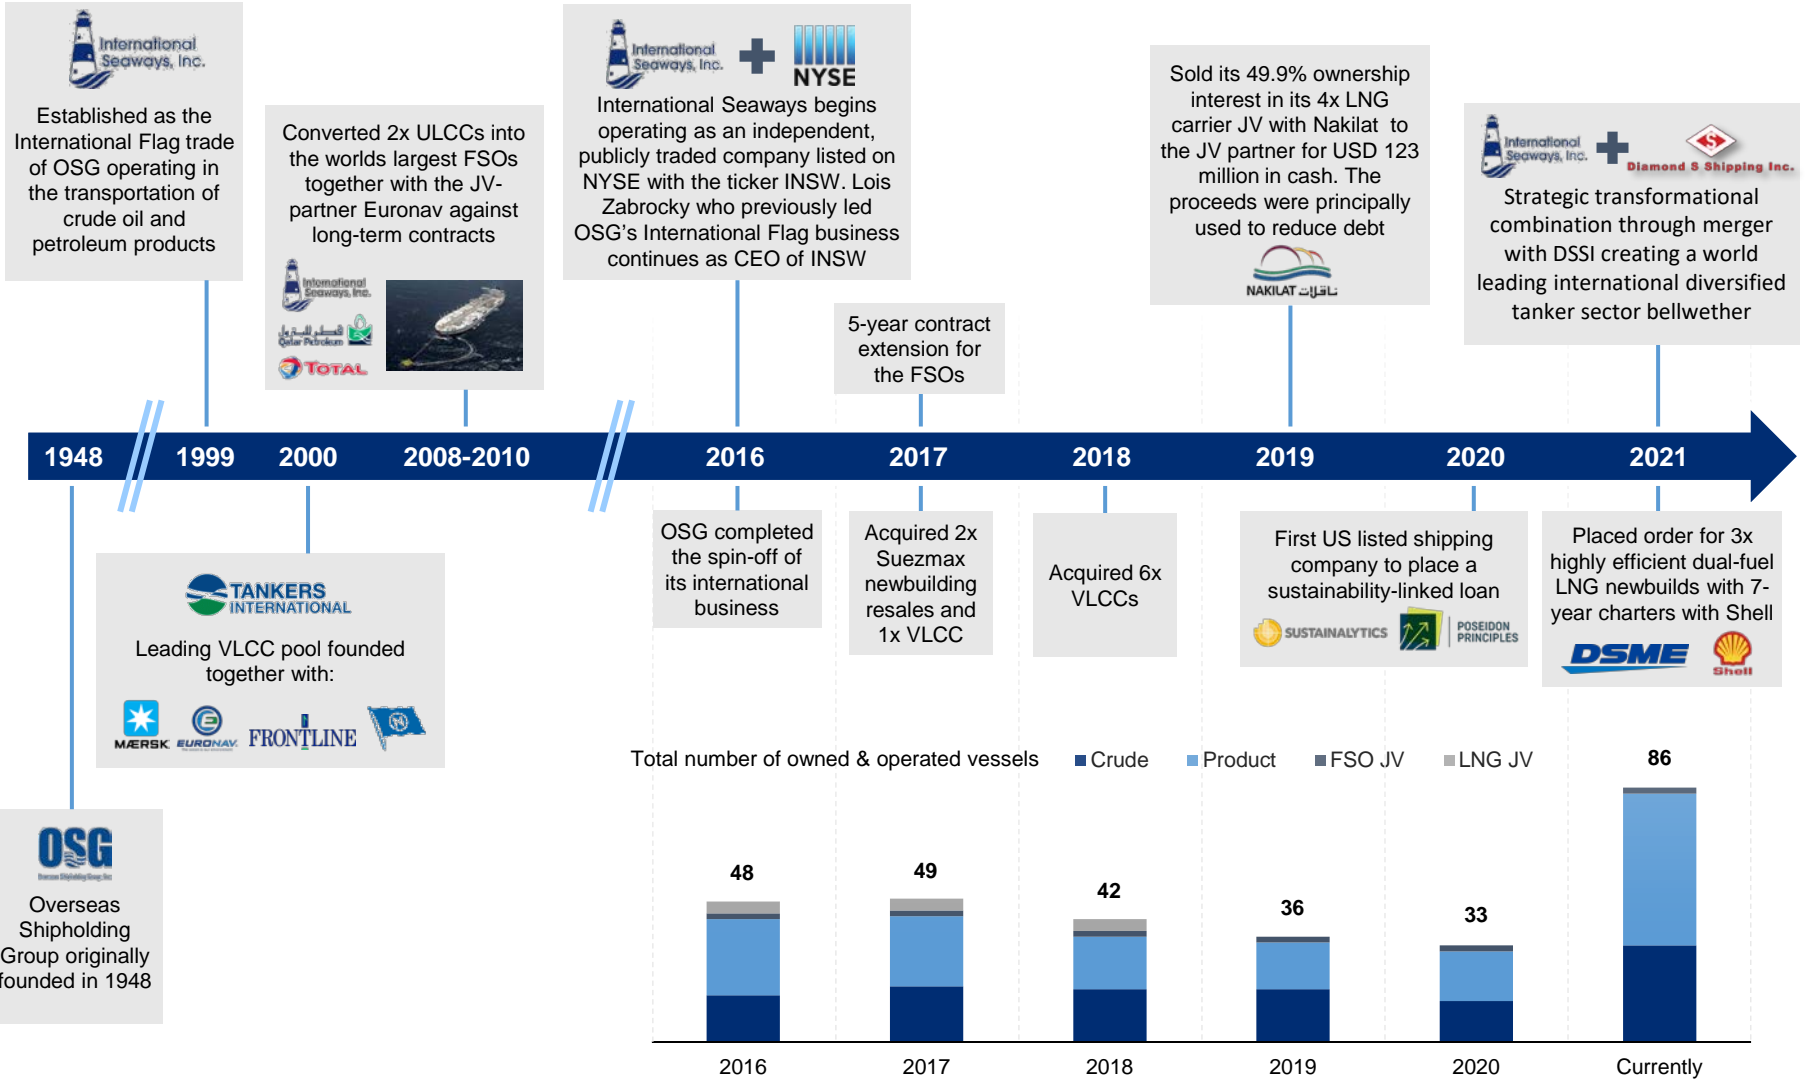 International
Seaways, Inc.
Established as the
International Flag trade
of OSG operating in
the transportation of
crude oil and
petroleum products
Converted 2x ULCCs into
the worlds largest FSOs
together with the JV-
partner Euronav against
long-term contracts
International
Seaways, Inc.
قطر للبترول
Qatar Petroleum
TOTAL
International
Seaways, Inc.
NYSE
International Seaways begins
operating as an independent,
publicly traded company listed on
NYSE with the ticker INSW. Lois
Zabrocky who previously led
OSG's International Flag business
continues as CEO of INSW
5-year contract
extension for
the FSOs
Sold its 49.9% ownership
interest in its 4x LNG
carrier JV with Nakilat to
the JV partner for USD 123
million in cash. The
proceeds were principally
used to reduce debt
NAKILAT ناقلات
International
Seaways, Inc.
Diamond S Shipping Inc.
Strategic transformational
combination through merger
with DSSI creating a world
leading international diversified
tanker sector bellwether
1948
1999
2000
2008-2010
2016
2017
2018
2019
2020
2021
TANKERS
INTERNATIONAL
Leading VLCC pool founded
together with:
MÆRSK
EURONAV
FRONTLINE
OSG
Overseas Shipholding Group, Inc.
Overseas
Shipholding
Group originally
founded in 1948
OSG completed
the spin-off of
its international
business
Acquired 2x
Suezmax
newbuilding
resales and
1x VLCC
Acquired 6x
VLCCs
First US listed shipping
company to place a
sustainability-linked loan
SUSTAINALYTICS
POSEIDON
PRINCIPLES
Placed order for 3x
highly efficient dual-fuel
LNG newbuilds with 7-
year charters with Shell
DSME
Shell
Total number of owned & operated vessels
Crude
Product
FSO JV
LNG JV
48
49
42
36
33
86
2016
2017
2018
2019
2020
Currently